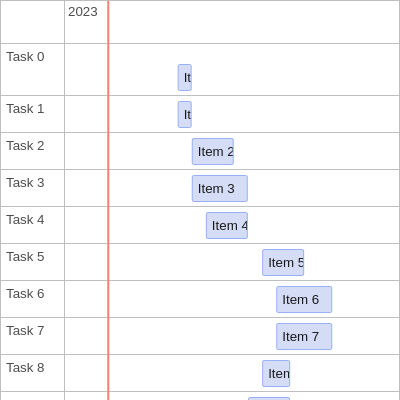 2023
Task 0
It
Task 1
It
Task 2
Item 2
Task 3
Item 3
Task 4
Item 4
Task 5
Item 5
Task 6
Item 6
Task 7
Item 7
Task 8
Iten